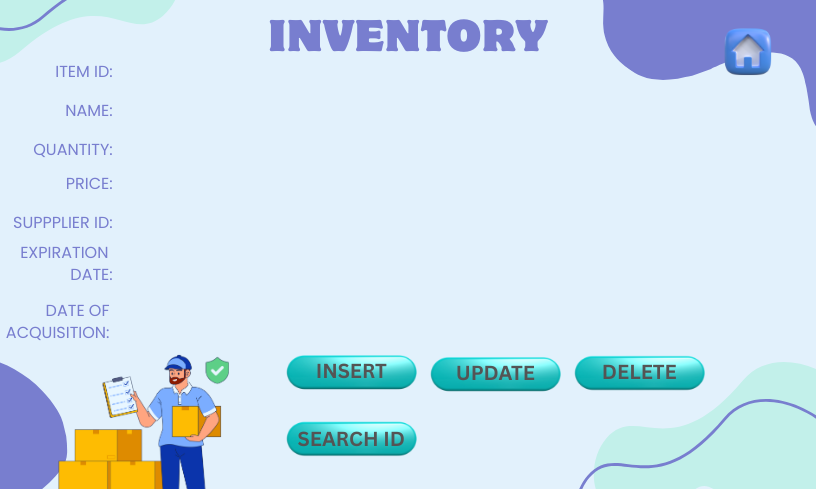 INVENTORY
ITEM ID:
NAME:
QUANTITY:
PRICE:
SUPPPLIER ID:
EXPIRATION
DATE:
DATE OF
ACQUISITION:
INSERT
UPDATE
DELETE
SEARCH ID